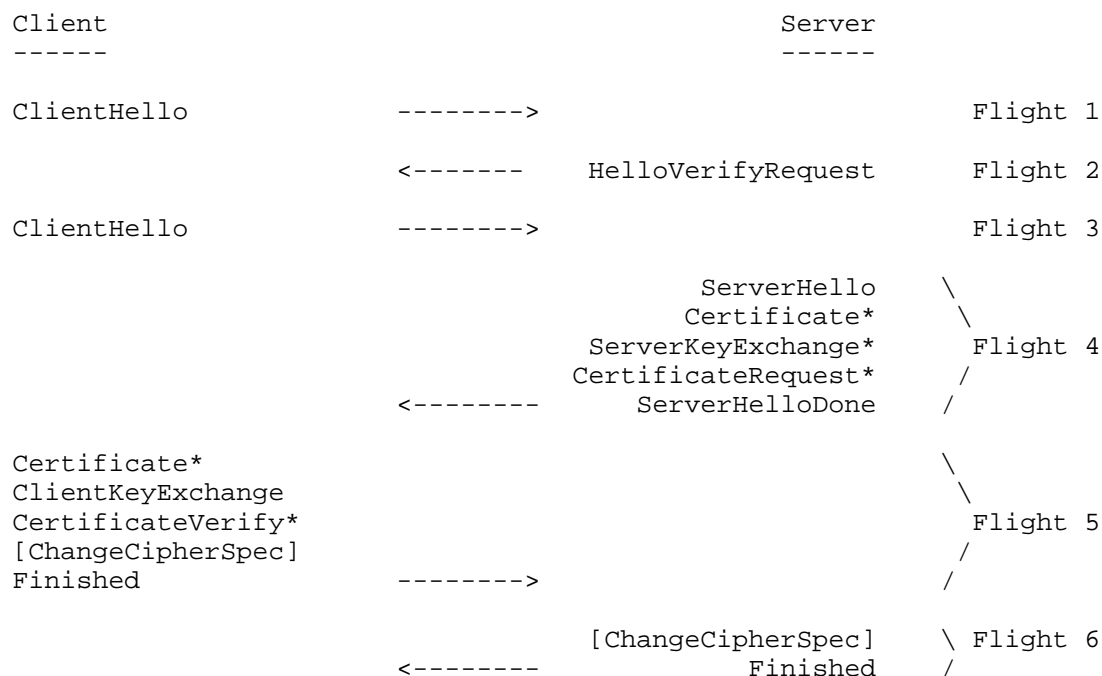 Client                                          Server
------                                          ------

ClientHello             -------->                           Flight 1

                        <-------    HelloVerifyRequest      Flight 2

ClientHello             -------->                           Flight 3

                                           ServerHello    \
                                          Certificate*     \
                                    ServerKeyExchange*      Flight 4
                                   CertificateRequest*     /
                        <--------      ServerHelloDone    /

Certificate*                                              \
ClientKeyExchange                                          \
CertificateVerify*                                          Flight 5
[ChangeCipherSpec]                                         /
Finished                -------->                         /

                                    [ChangeCipherSpec]    \ Flight 6
                        <--------             Finished    /